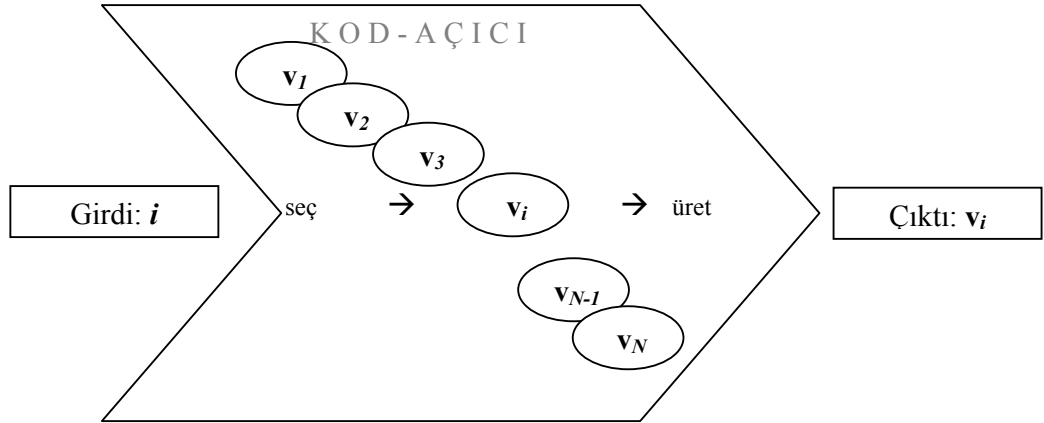 KOD-AÇICI
v1
v2
v3
Girdi: i
seç → vi → üret
Çıktı: vi
vN-1
vN